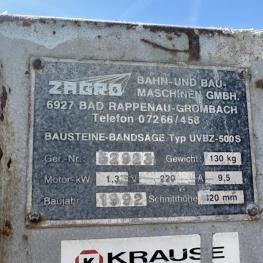 ZAGRO BAHN-UND BAU-
MASCHINEN GMBH.
6927 BAD RAPPENAU-GROMBACH
Telefon 07266/458
BAUSTEINE-BANDSÄGE Typ UVBZ-500S
Ger.-Nr.: Gewicht: 130 kg
Motor-kW 1,3 V 220 A 9,5
Baujahr 1992 Schnitthöhe 420 mm
KRAUSE